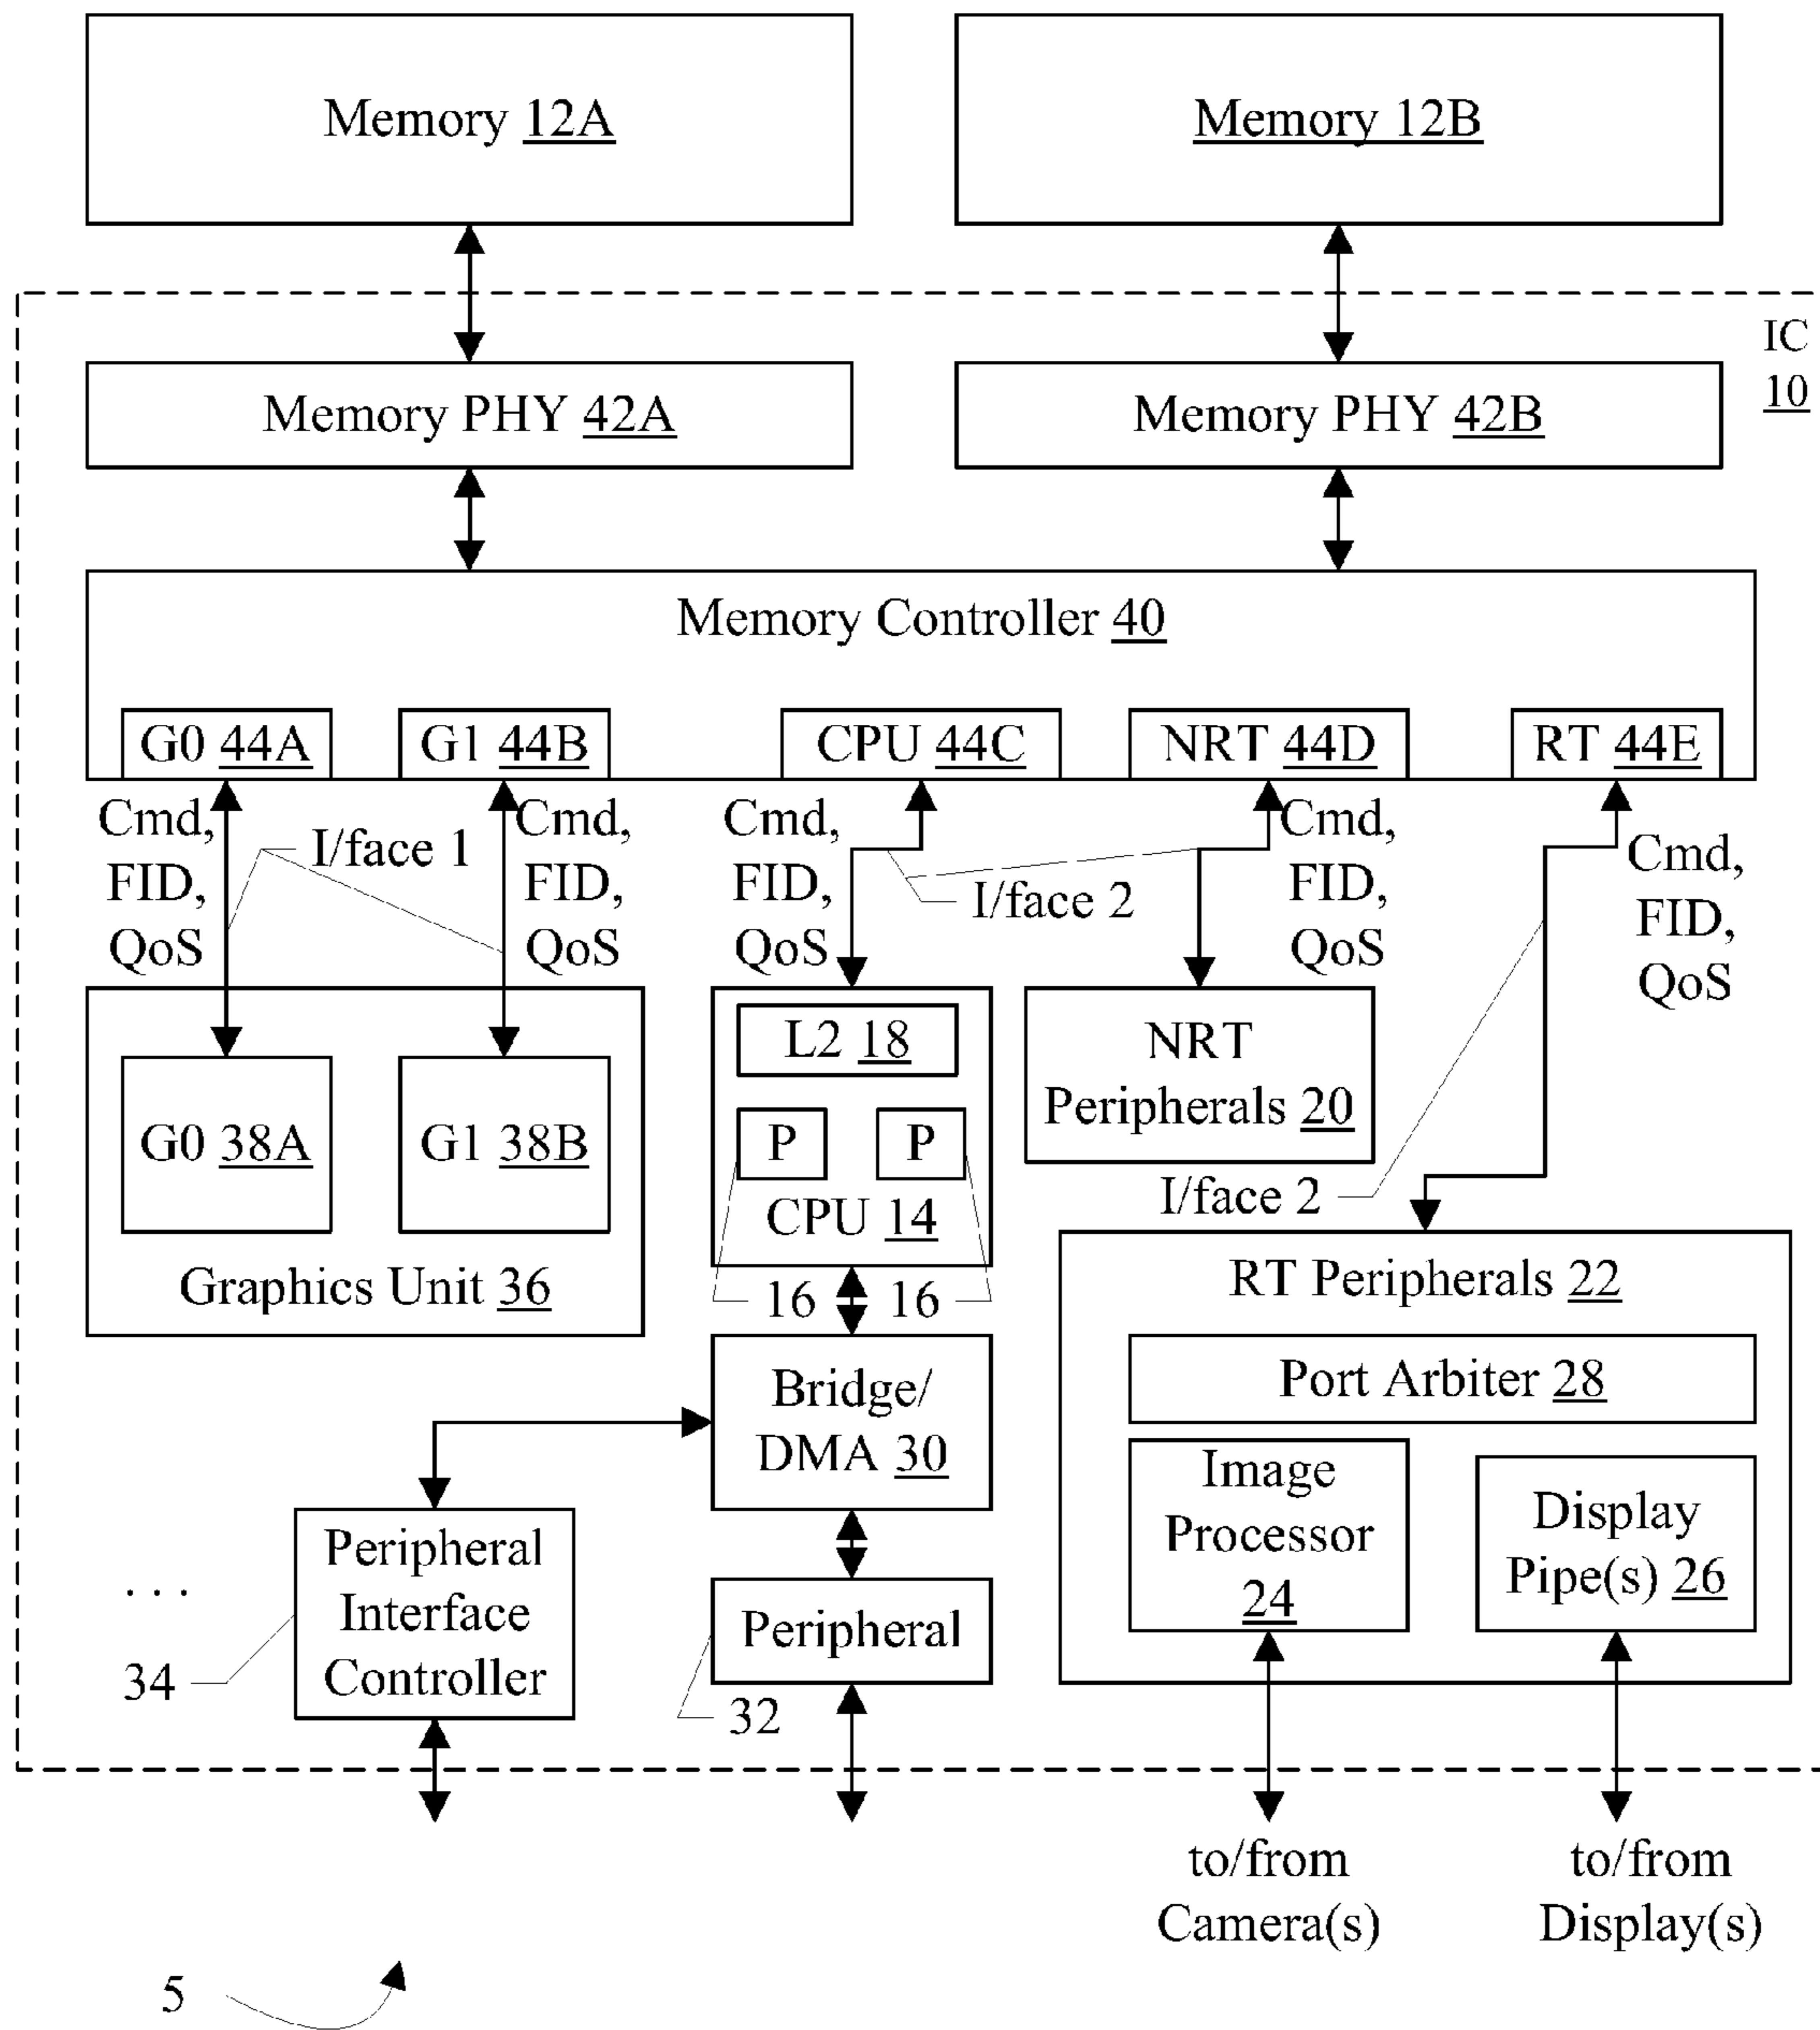 Memory 12A
Memory 12B
IC
10
Memory PHY 42A
Memory PHY 42B
Memory Controller 40
G0 44A
G1 44B
CPU 44C
NRT 44D
RT 44E
Cmd,
FID,
QoS
I/face 1
Cmd,
FID,
QoS
Cmd,
FID,
QoS
I/face 2
Cmd,
FID,
QoS
Cmd,
FID,
QoS
G0 38A
G1 38B
Graphics Unit 36
L2 18
P
P
CPU 14
16
16
NRT
Peripherals 20
I/face 2
RT Peripherals 22
Port Arbiter 28
Image
Processor
24
Display
Pipe(s) 26
Bridge/
DMA 30
. . .
Peripheral
Interface
Controller
34
Peripheral
32
to/from
Camera(s)
to/from
Display(s)
5